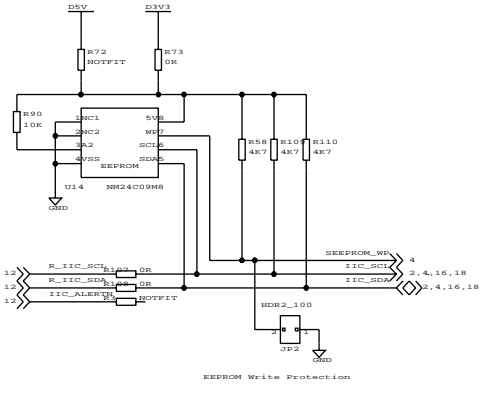 D5V
D3V3
R72
NOTFIT
R73
0R
R90
10K
1NC1
2NC2
3A2
4VSS
5V8
WP7
SCL6
SDA5
EEPROM
U14
NM24C09M8
GND
R58
4K7
R109
4K7
R110
4K7
SEEPROM_WP
4
IIC_SCL
2,4,16,18
IIC_SDA
2,4,16,18
12
R_IIC_SCL
R107
0R
12
R_IIC_SDA
R108
0R
12
IIC_ALERTN
R3
NOTFIT
HDR2_100
2
1
JP2
GND
EEPROM Write Protection